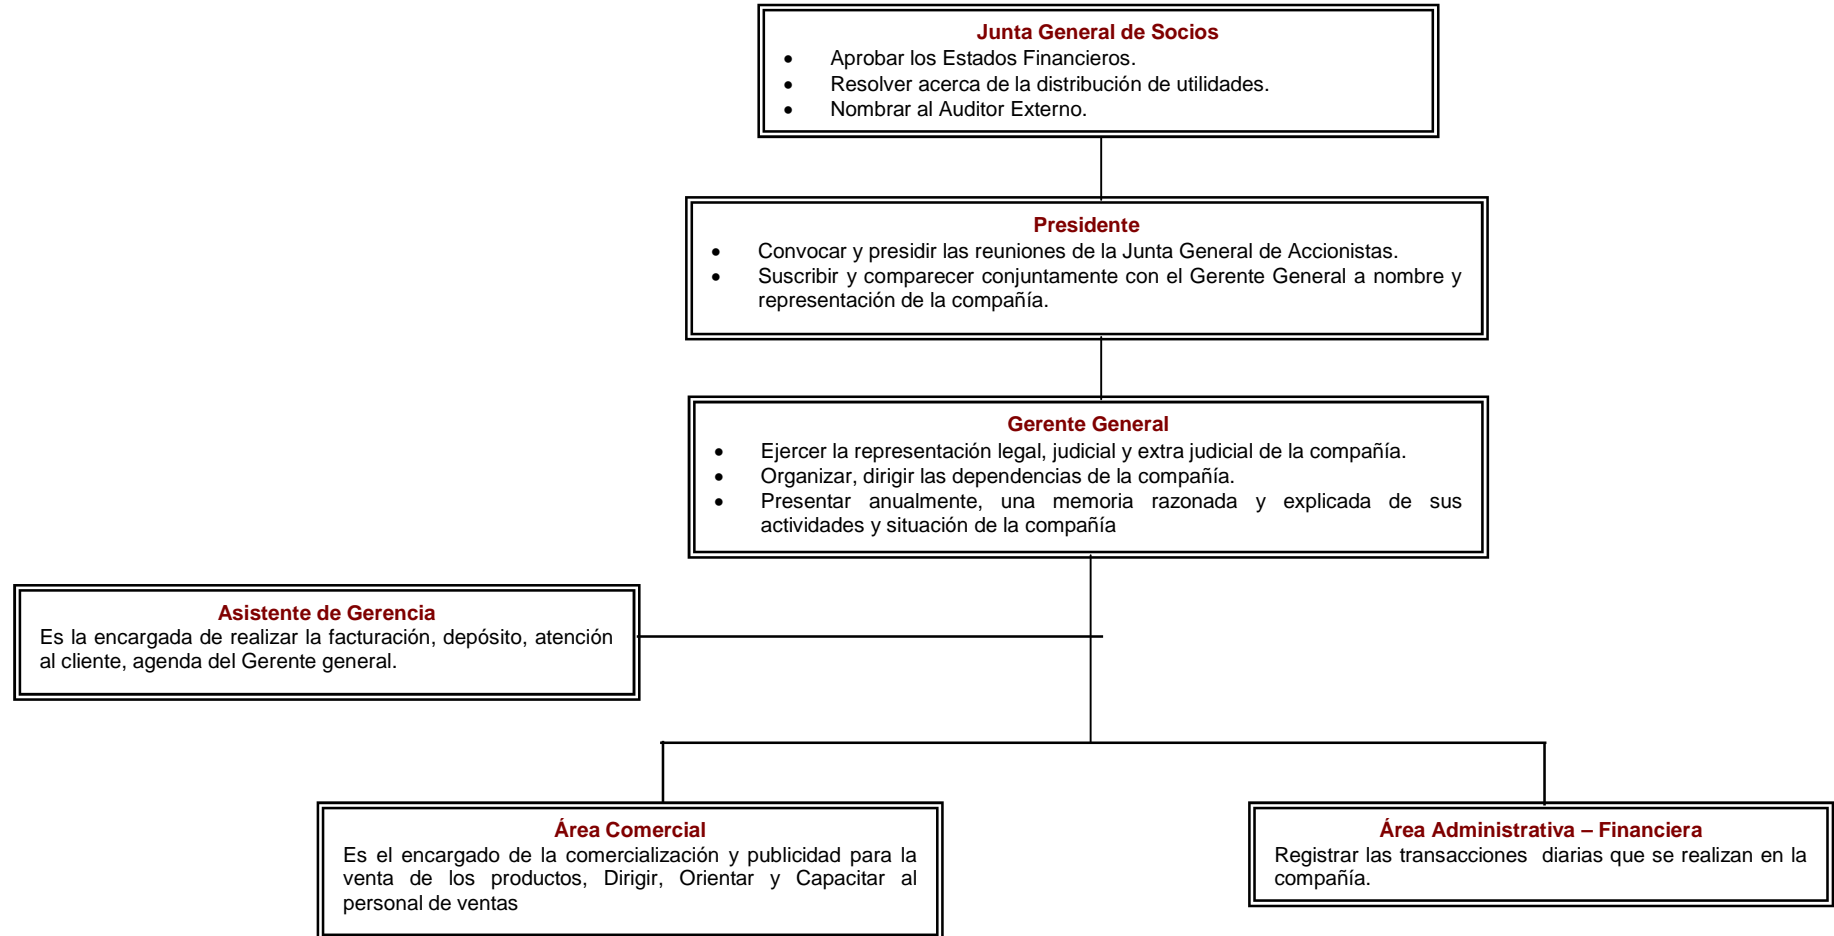 Junta General de Socios
• Aprobar los Estados Financieros.
• Resolver acerca de la distribución de utilidades.
• Nombrar al Auditor Externo.
Presidente
• Convocar y presidir las reuniones de la Junta General de Accionistas.
• Suscribir y comparecer conjuntamente con el Gerente General a nombre y
representación de la compañía.
Gerente General
• Ejercer la representación legal, judicial y extra judicial de la compañía.
• Organizar, dirigir las dependencias de la compañía.
• Presentar anualmente, una memoria razonada y explicada de sus
actividades y situación de la compañía
Asistente de Gerencia
Es la encargada de realizar la facturación, depósito, atención
al cliente, agenda del Gerente general.
Área Comercial
Es el encargado de la comercialización y publicidad para la
venta de los productos, Dirigir, Orientar y Capacitar al
personal de ventas
Área Administrativa – Financiera
Registrar las transacciones diarias que se realizan en la
compañía.